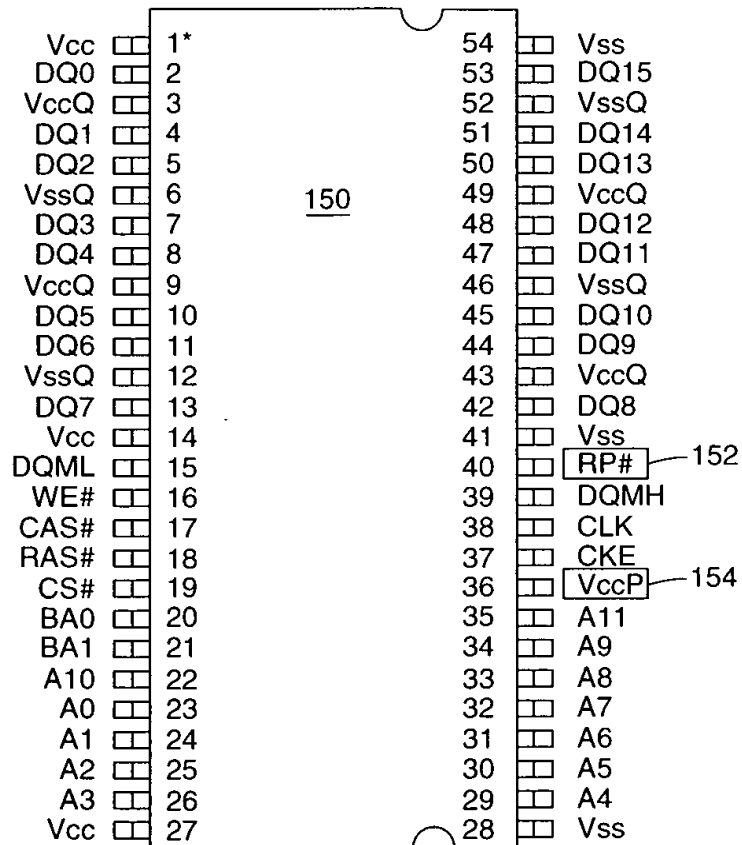 Vcc 1* 54 Vss
DQ0 2 53 DQ15
VccQ 3 52 VssQ
DQ1 4 51 DQ14
DQ2 5 50 DQ13
VssQ 6 150 49 VccQ
DQ3 7 48 DQ12
DQ4 8 47 DQ11
VccQ 9 46 VssQ
DQ5 10 45 DQ10
DQ6 11 44 DQ9
VssQ 12 43 VccQ
DQ7 13 42 DQ8
Vcc 14 41 Vss
DQML 15 40 RP# 152
WE# 16 39 DQMH
CAS# 17 38 CLK
RAS# 18 37 CKE
CS# 19 36 VccP 154
BA0 20 35 A11
BA1 21 34 A9
A10 22 33 A8
A0 23 32 A7
A1 24 31 A6
A2 25 30 A5
A3 26 29 A4
Vcc 27 28 Vss